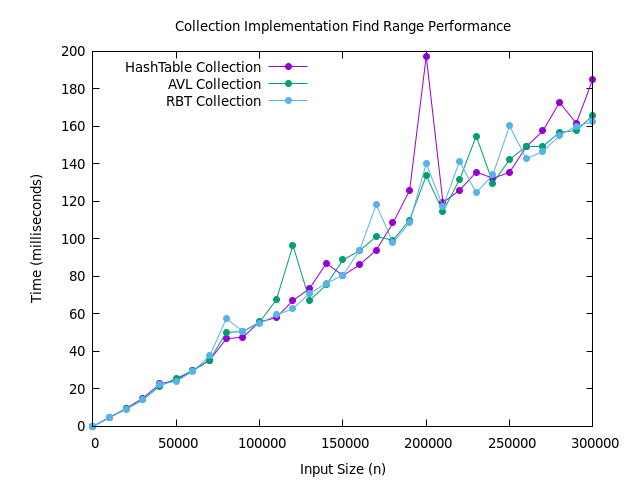 Collection Implementation Find Range Performance
200
180
160
140
120
100
80
60
40
20
0
Time (milliseconds)
HashTable Collection
AVL Collection
RBT Collection
0 50000 100000 150000 200000 250000 300000
Input Size (n)